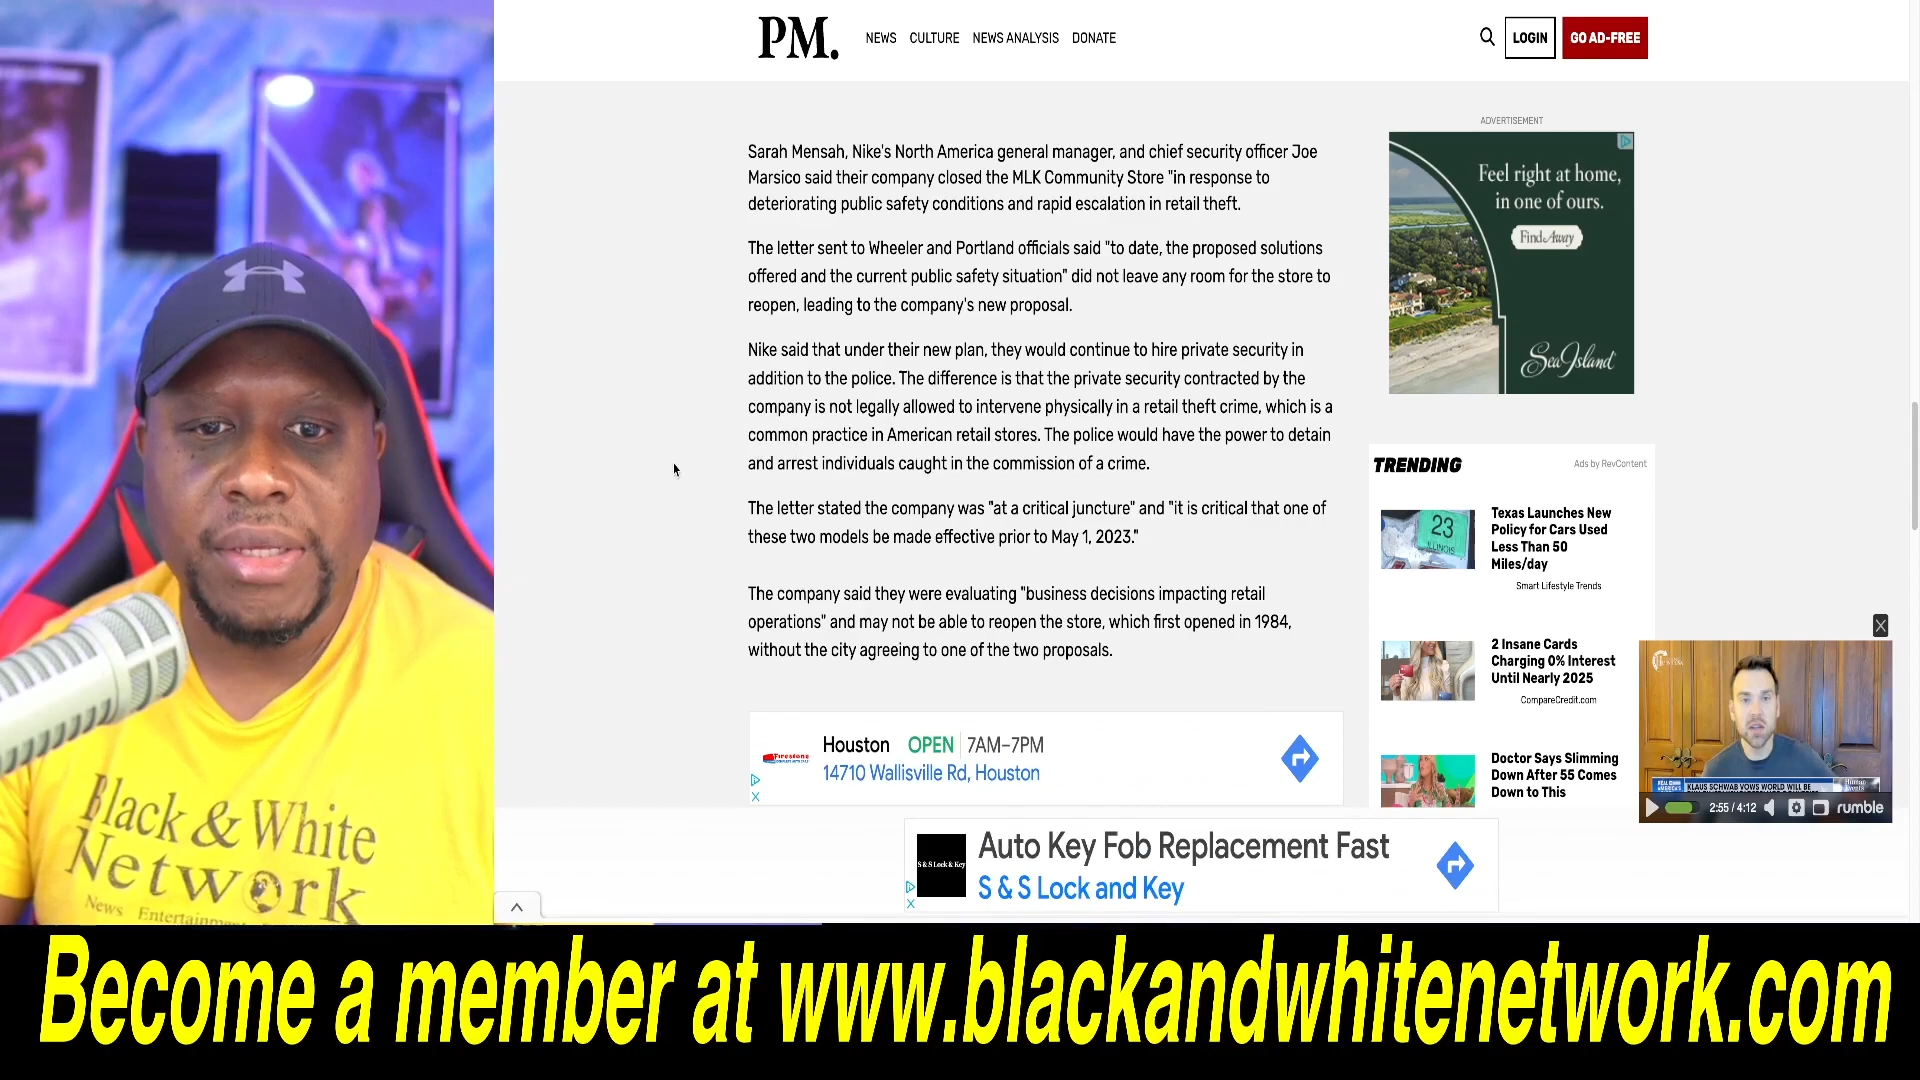 PM.
NEWS CULTURE NEWS ANALYSIS DONATE
LOGIN
GO AD-FREE
Sarah Mensah, Nike's North America general manager, and chief security officer Joe
Marsico said their company closed the MLK Community Store "in response to
deteriorating public safety conditions and rapid escalation in retail theft.
The letter sent to Wheeler and Portland officials said "to date, the proposed solutions
offered and the current public safety situation" did not leave any room for the store to
reopen, leading to the company's new proposal.
Nike said that under their new plan, they would continue to hire private security in
addition to the police. The difference is that the private security contracted by the
company is not legally allowed to intervene physically in a retail theft crime, which is a
common practice in American retail stores. The police would have the power to detain
and arrest individuals caught in the commission of a crime.
The letter stated the company was "at a critical juncture" and "it is critical that one of
these two models be made effective prior to May 1, 2023."
The company said they were evaluating "business decisions impacting retail
operations" and may not be able to reopen the store, which first opened in 1984,
without the city agreeing to one of the two proposals.
Firestone
Houston OPEN 7AM–7PM
14710 Wallisville Rd, Houston
S & S Lock & Key
Auto Key Fob Replacement Fast
S & S Lock and Key
ADVERTISEMENT
Feel right at home,
in one of ours.
Find Away
Sea Island
TRENDING
Ads by RevContent
23
ILLINOIS
Texas Launches New
Policy for Cars Used
Less Than 50
Miles/day
Smart Lifestyle Trends
2 Insane Cards
Charging 0% Interest
Until Nearly 2025
CompareCredit.com
Doctor Says Slimming
Down After 55 Comes
Down to This
KLAUS SCHWAB VOWS WORLD WILL BE
Human
Events
2:55 / 4:12
rumble
Black & White
Network
News Entertainment
Become a member at www.blackandwhitenetwork.com